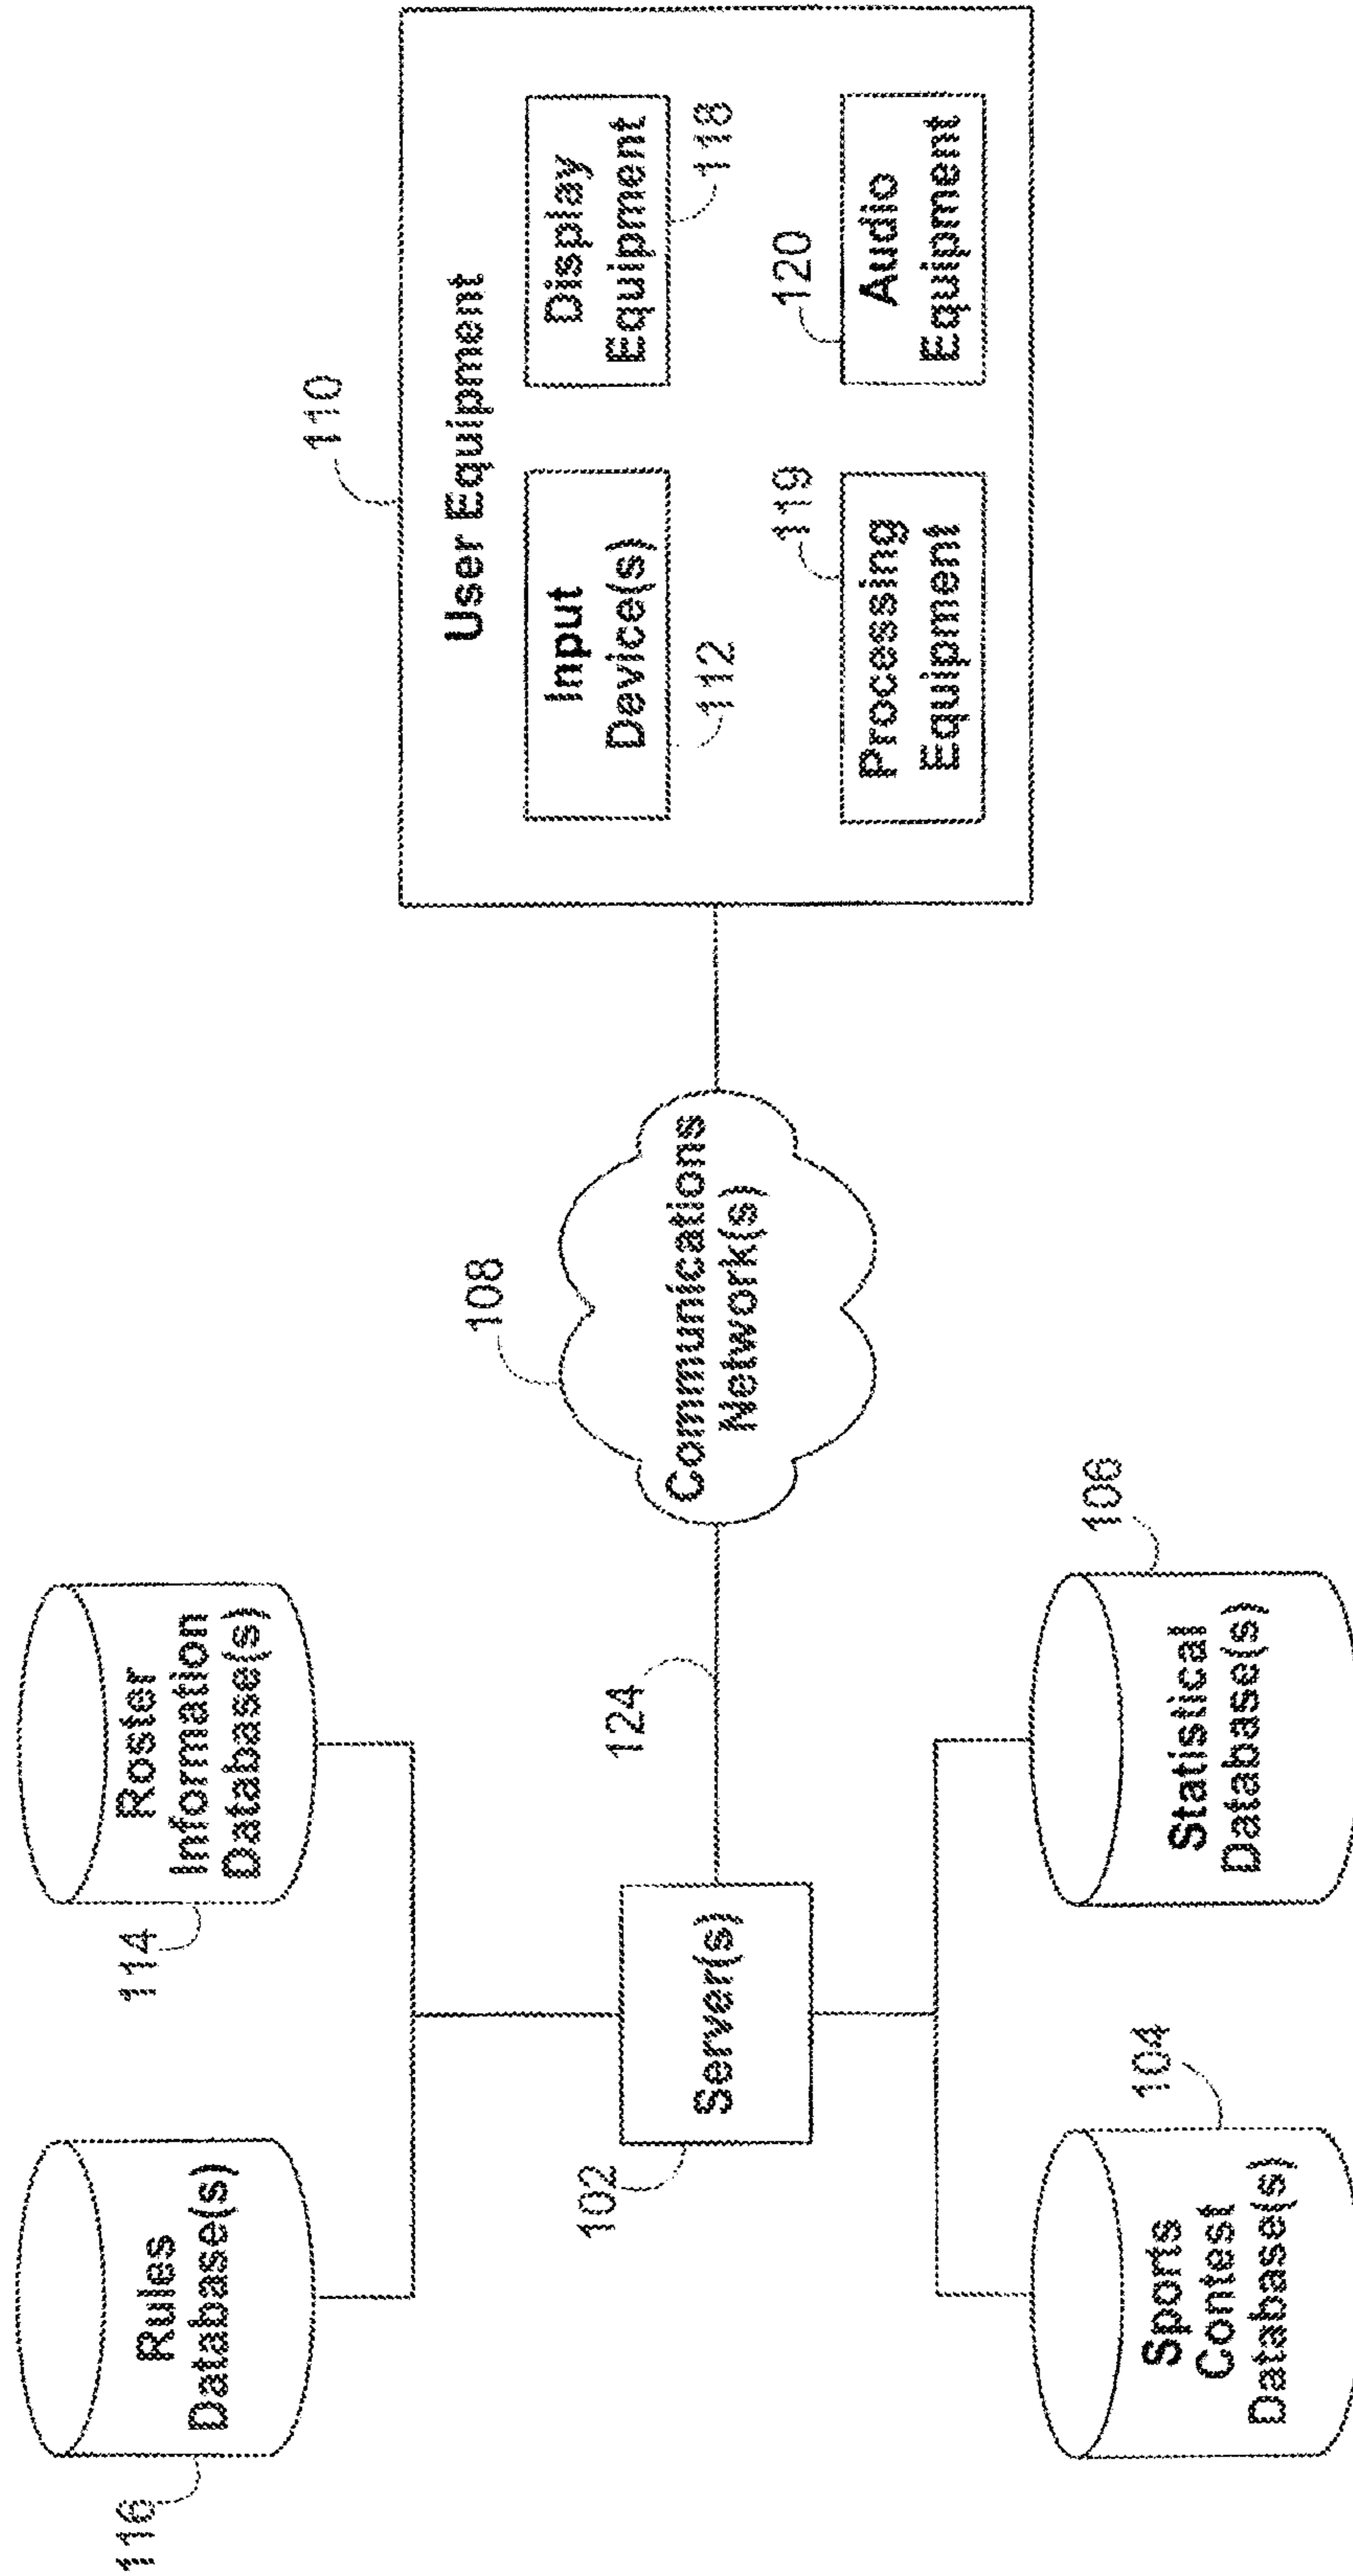 116
Rules
Database(s)
114
Roster
Information
Database(s)
102
Server(s)
124
104
Sports
Contest
Database(s)
106
Statistical
Database(s)
108
Communications
Network(s)
110
User Equipment
Input
Device(s)
112
Display
Equipment
118
119
Processing
Equipment
120
Audio
Equipment